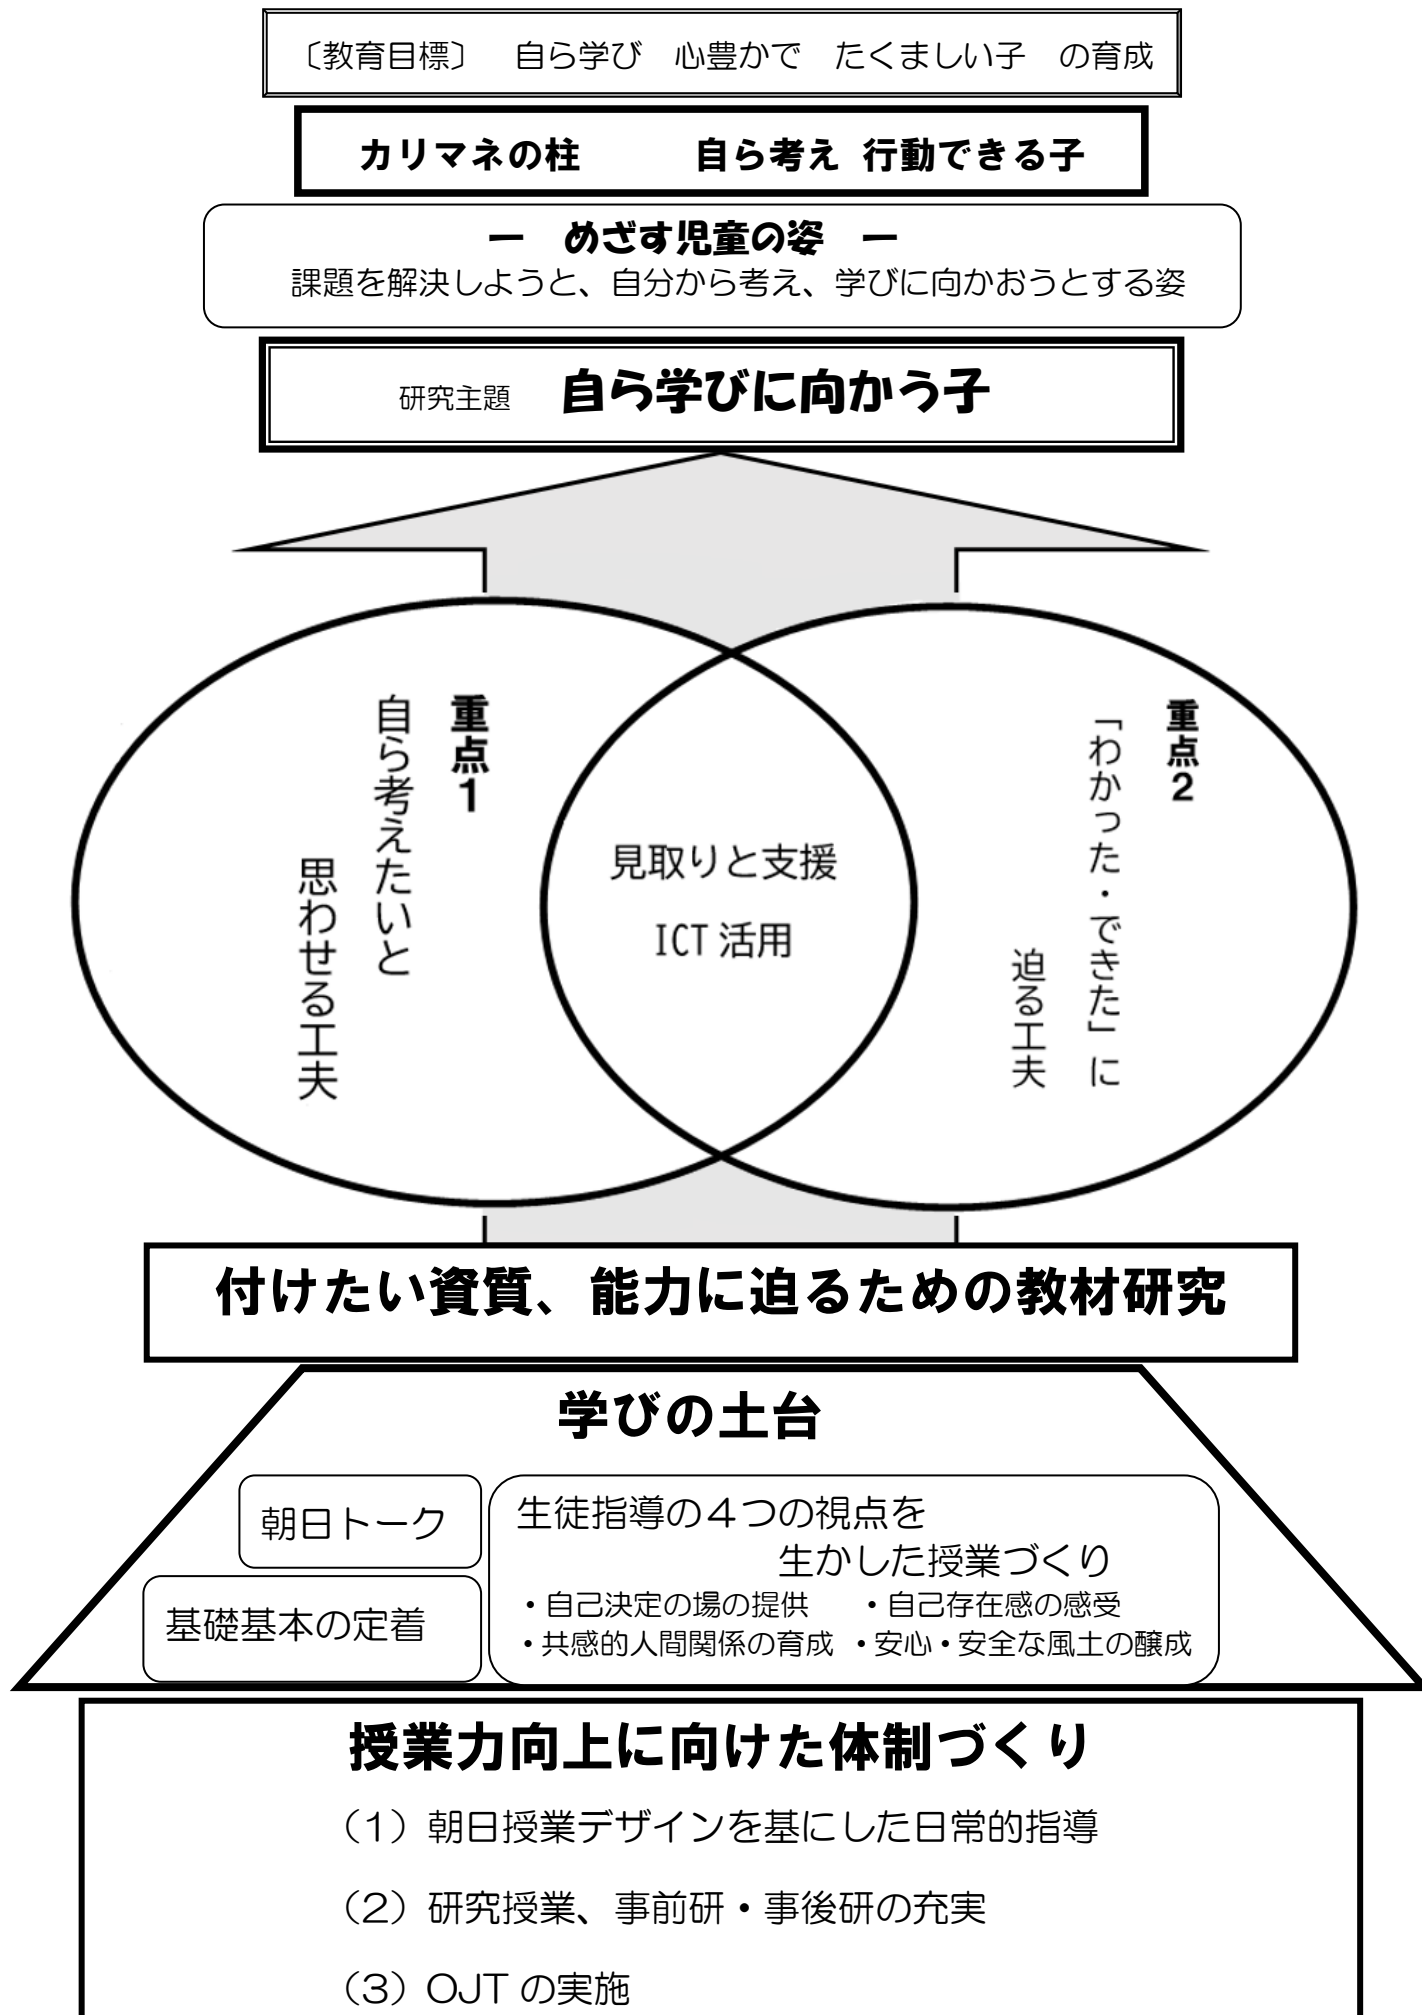 〔教育目標〕　自ら学び　心豊かで　たくましい子　の育成
カリマネの柱　　　自ら考え 行動できる子
ー　めざす児童の姿　ー
課題を解決しようと、自分から考え、学びに向かおうとする姿
研究主題　自ら学びに向かう子
重点1
自ら考えたいと
思わせる工夫
見取りと支援
ICT 活用
重点2
「わかった・できた」に
迫る工夫
付けたい資質、能力に迫るための教材研究
学びの土台
朝日トーク
基礎基本の定着
生徒指導の４つの視点を
生かした授業づくり
・自己決定の場の提供　・自己存在感の感受
・共感的人間関係の育成 ・安心・安全な風土の醸成
授業力向上に向けた体制づくり
（1）朝日授業デザインを基にした日常的指導
（2）研究授業、事前研・事後研の充実
（3）OJT の実施